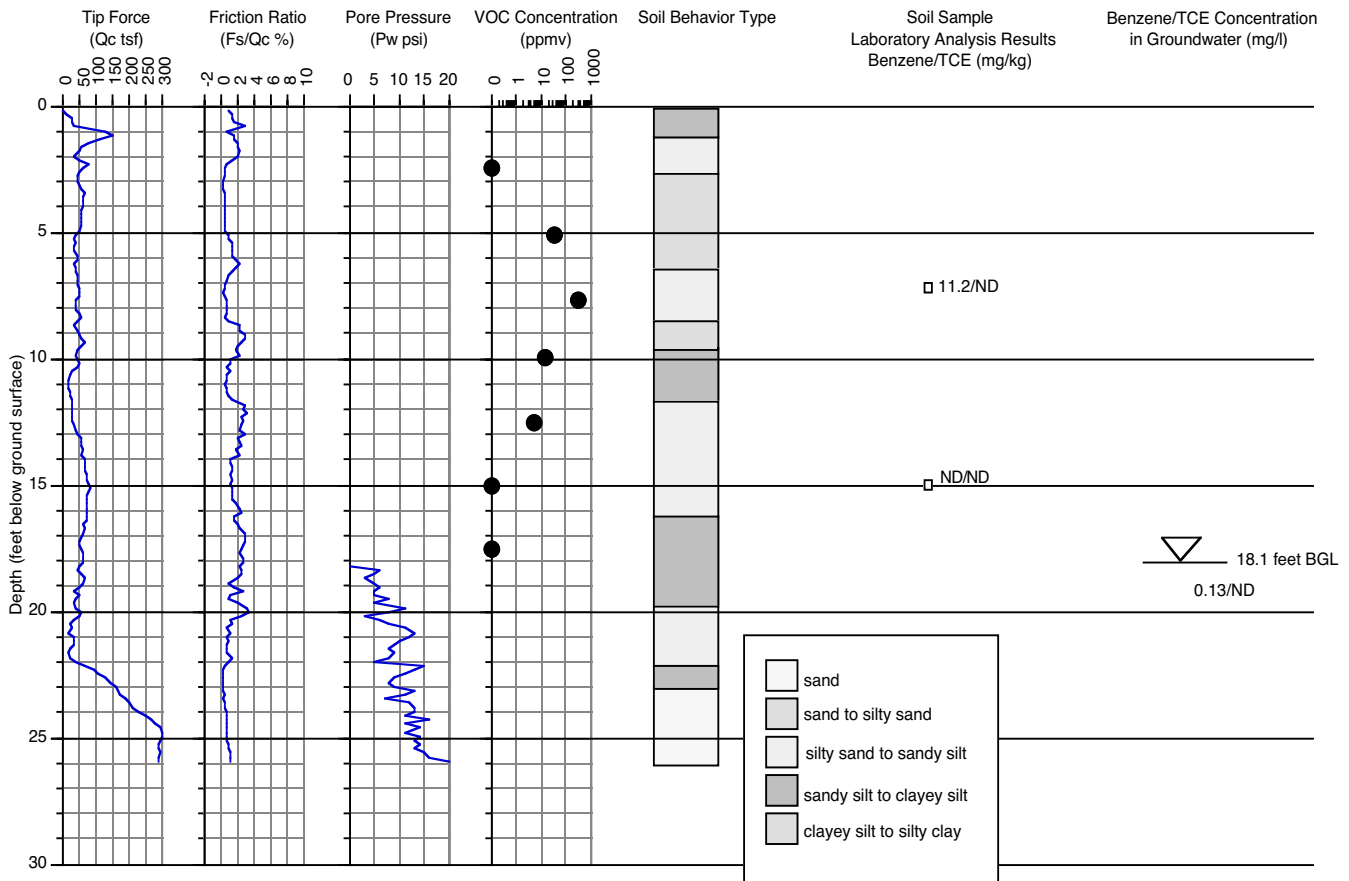 Tip Force
(Qc tsf)
Friction Ratio
(Fs/Qc %)
Pore Pressure
(Pw psi)
VOC Concentration
(ppmv)
Soil Behavior Type
Soil Sample
Laboratory Analysis Results
Benzene/TCE (mg/kg)
Benzene/TCE Concentration
in Groundwater (mg/l)
0 50 100 150 200 250 300
-2 0 2 4 6 8 10
0 5 10 15 20
0 1 10 100 1000
Depth (feet below ground surface)
0
5
10
15
20
25
30
11.2/ND
ND/ND
18.1 feet BGL
0.13/ND
sand
sand to silty sand
silty sand to sandy silt
sandy silt to clayey silt
clayey silt to silty clay